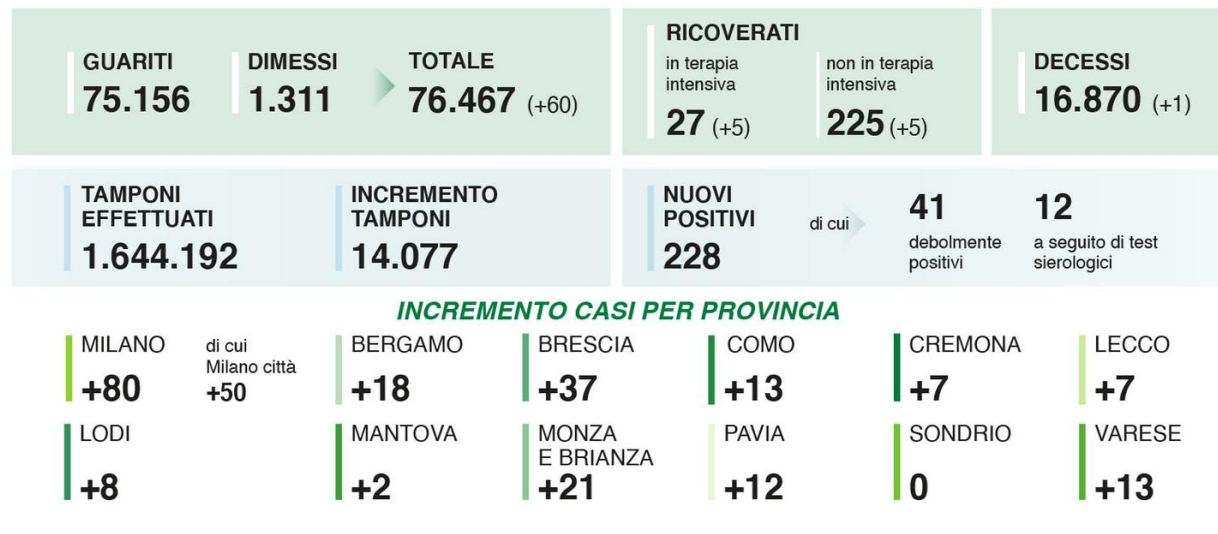 GUARITI
75.156
DIMESSI
1.311
TOTALE
76.467 (+60)
RICOVERATI
in terapia
intensiva
27 (+5)
non in terapia
intensiva
225 (+5)
DECESSI
16.870 (+1)
TAMPONI
EFFETTUATI
1.644.192
INCREMENTO
TAMPONI
14.077
NUOVI
POSITIVI
228
di cui
41
debolmente
positivi
12
a seguito di test
sierologici
INCREMENTO CASI PER PROVINCIA
MILANO
+80
di cui
Milano città
+50
BERGAMO
+18
BRESCIA
+37
COMO
+13
CREMONA
+7
LECCO
+7
LODI
+8
MANTOVA
+2
MONZA
E BRIANZA
+21
PAVIA
+12
SONDRIO
0
VARESE
+13